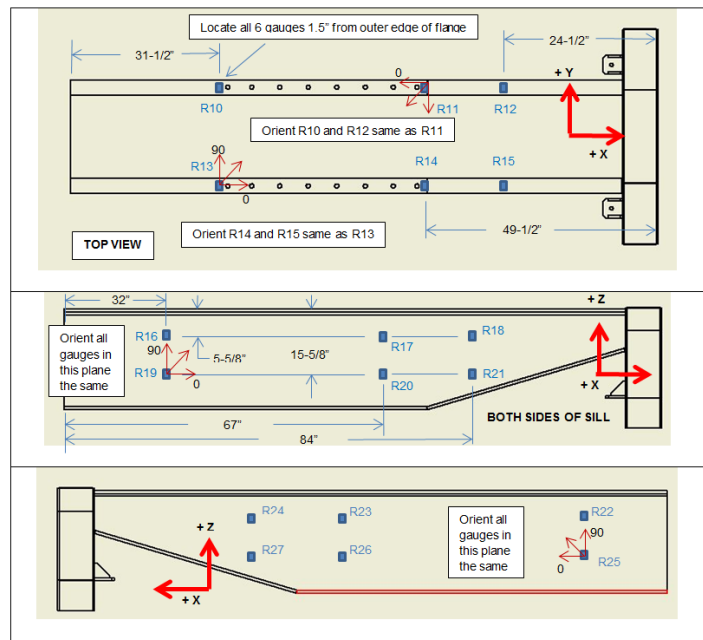 Locate all 6 gauges 1.5" from outer edge of flange
31-1/2"
24-1/2"
0
+ Y
R10
R11
R12
Orient R10 and R12 same as R11
+ X
90
R13
R14
R15
0
Orient R14 and R15 same as R13
49-1/2"
TOP VIEW
32"
+ Z
Orient all
gauges in
this plane
the same
R16
R17
R18
90
5-5/8"
15-5/8"
R19
0
R20
R21
+ X
BOTH SIDES OF SILL
67"
84"
R24
R23
R22
+ Z
Orient all
gauges in
this plane
the same
90
R27
R26
R25
0
+ X